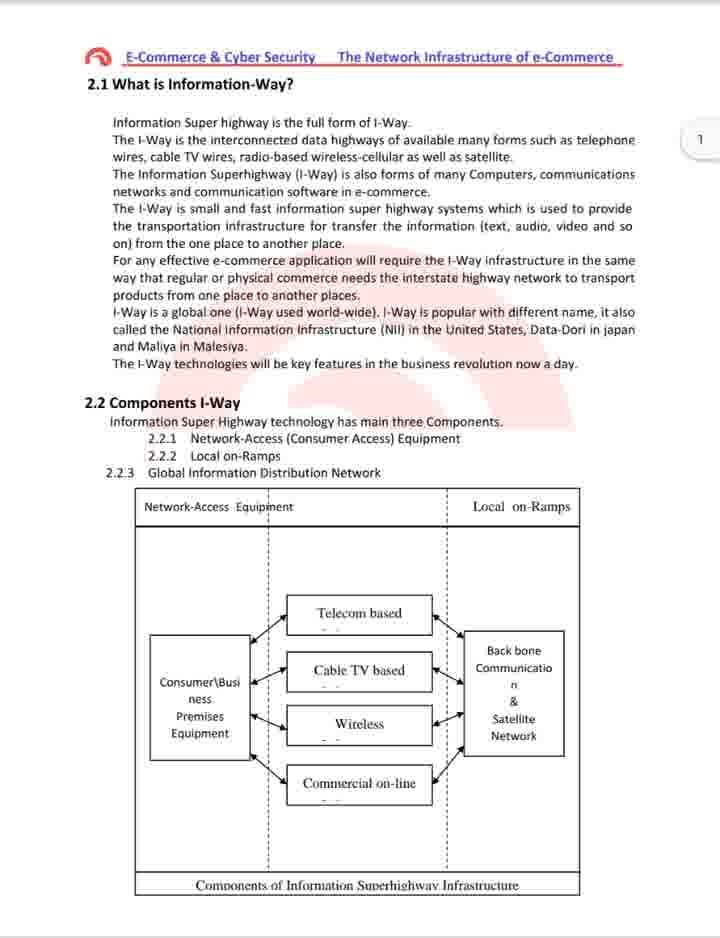 E-Commerce & Cyber Security The Network Infrastructure of e-Commerce
2.1 What is Information-Way?
1
Information Super highway is the full form of I-Way.
The I-Way is the interconnected data highways of available many forms such as telephone
wires, cable TV wires, radio-based wireless-cellular as well as satellite.
The Information Superhighway (I-Way) is also forms of many Computers, communications
networks and communication software in e-commerce.
The I-Way is small and fast information super highway systems which is used to provide
the transportation infrastructure for transfer the information (text, audio, video and so
on) from the one place to another place.
For any effective e-commerce application will require the I-Way infrastructure in the same
way that regular or physical commerce needs the interstate highway network to transport
products from one place to another places.
I-Way is a global one (I-Way used world-wide). I-Way is popular with different name, it also
called the National Information Infrastructure (NII) in the United States, Data-Dori in japan
and Maliya in Malesiya.
The I-Way technologies will be key features in the business revolution now a day.
2.2 Components I-Way
Information Super Highway technology has main three Components.
2.2.1 Network-Access (Consumer Access) Equipment
2.2.2 Local on-Ramps
2.2.3 Global Information Distribution Network
Network-Access Equipment
Local on-Ramps
Telecom based
Cable TV based
Wireless
Commercial on-line
Consumer\Busi
ness
Premises
Equipment
Back bone
Communicatio
n
&
Satellite
Network
Components of Information Superhighway Infrastructure